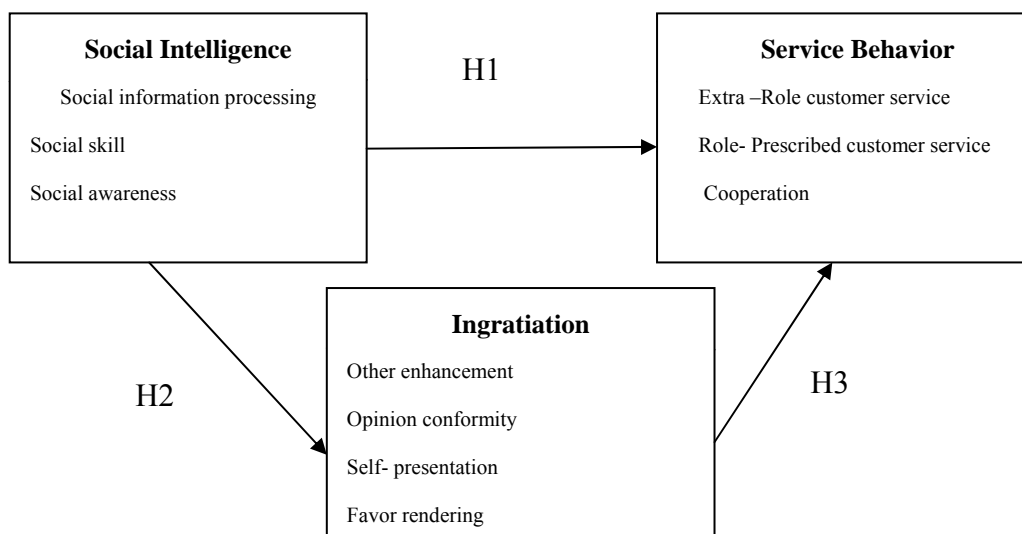 Social Intelligence
Social information processing
Social skill
Social awareness
H1
Service Behavior
Extra –Role customer service
Role- Prescribed customer service
Cooperation
H2
Ingratiation
Other enhancement
Opinion conformity
Self- presentation
Favor rendering
H3